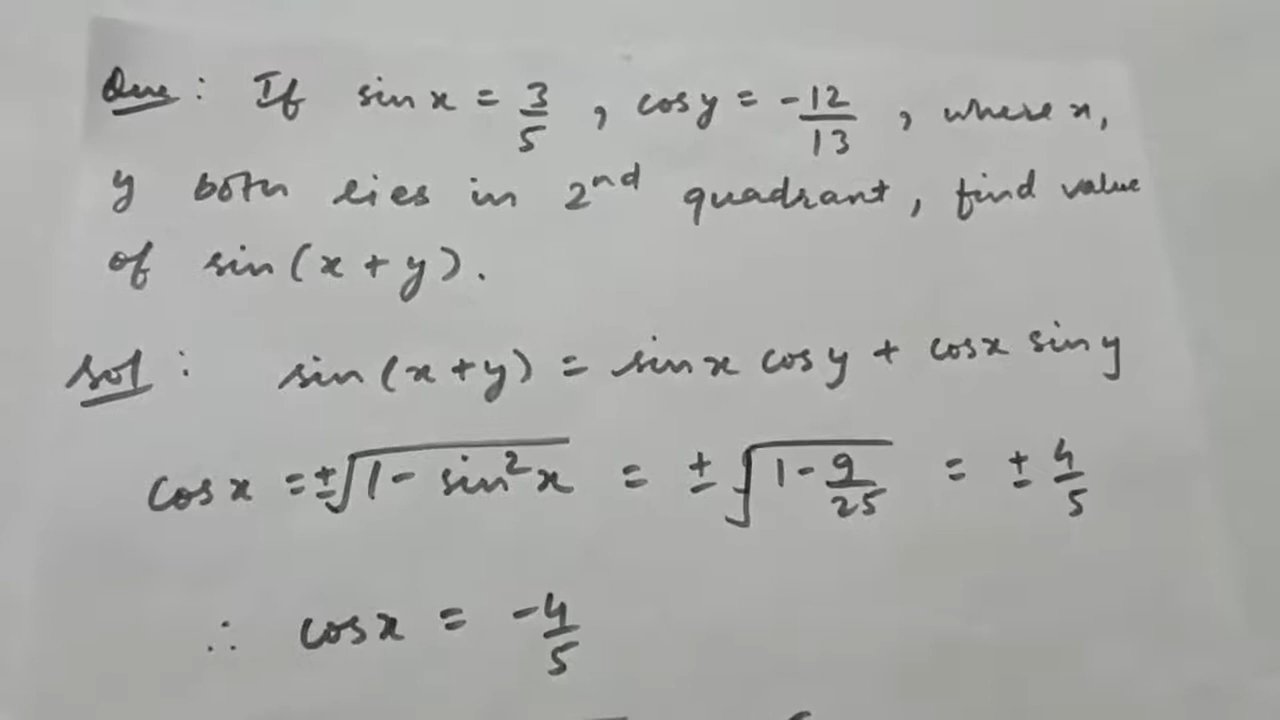 Que : If sin x = 3/5 , cos y = -12/13 , where x,
y both lies in 2nd quadrant, find value
of sin(x + y).
Sol : sin(x+y) = sin x cos y + cos x sin y
cos x = ±√(1 - sin²x) = ± √(1 - 9/25) = ± 4/5
∴ cos x = -4/5